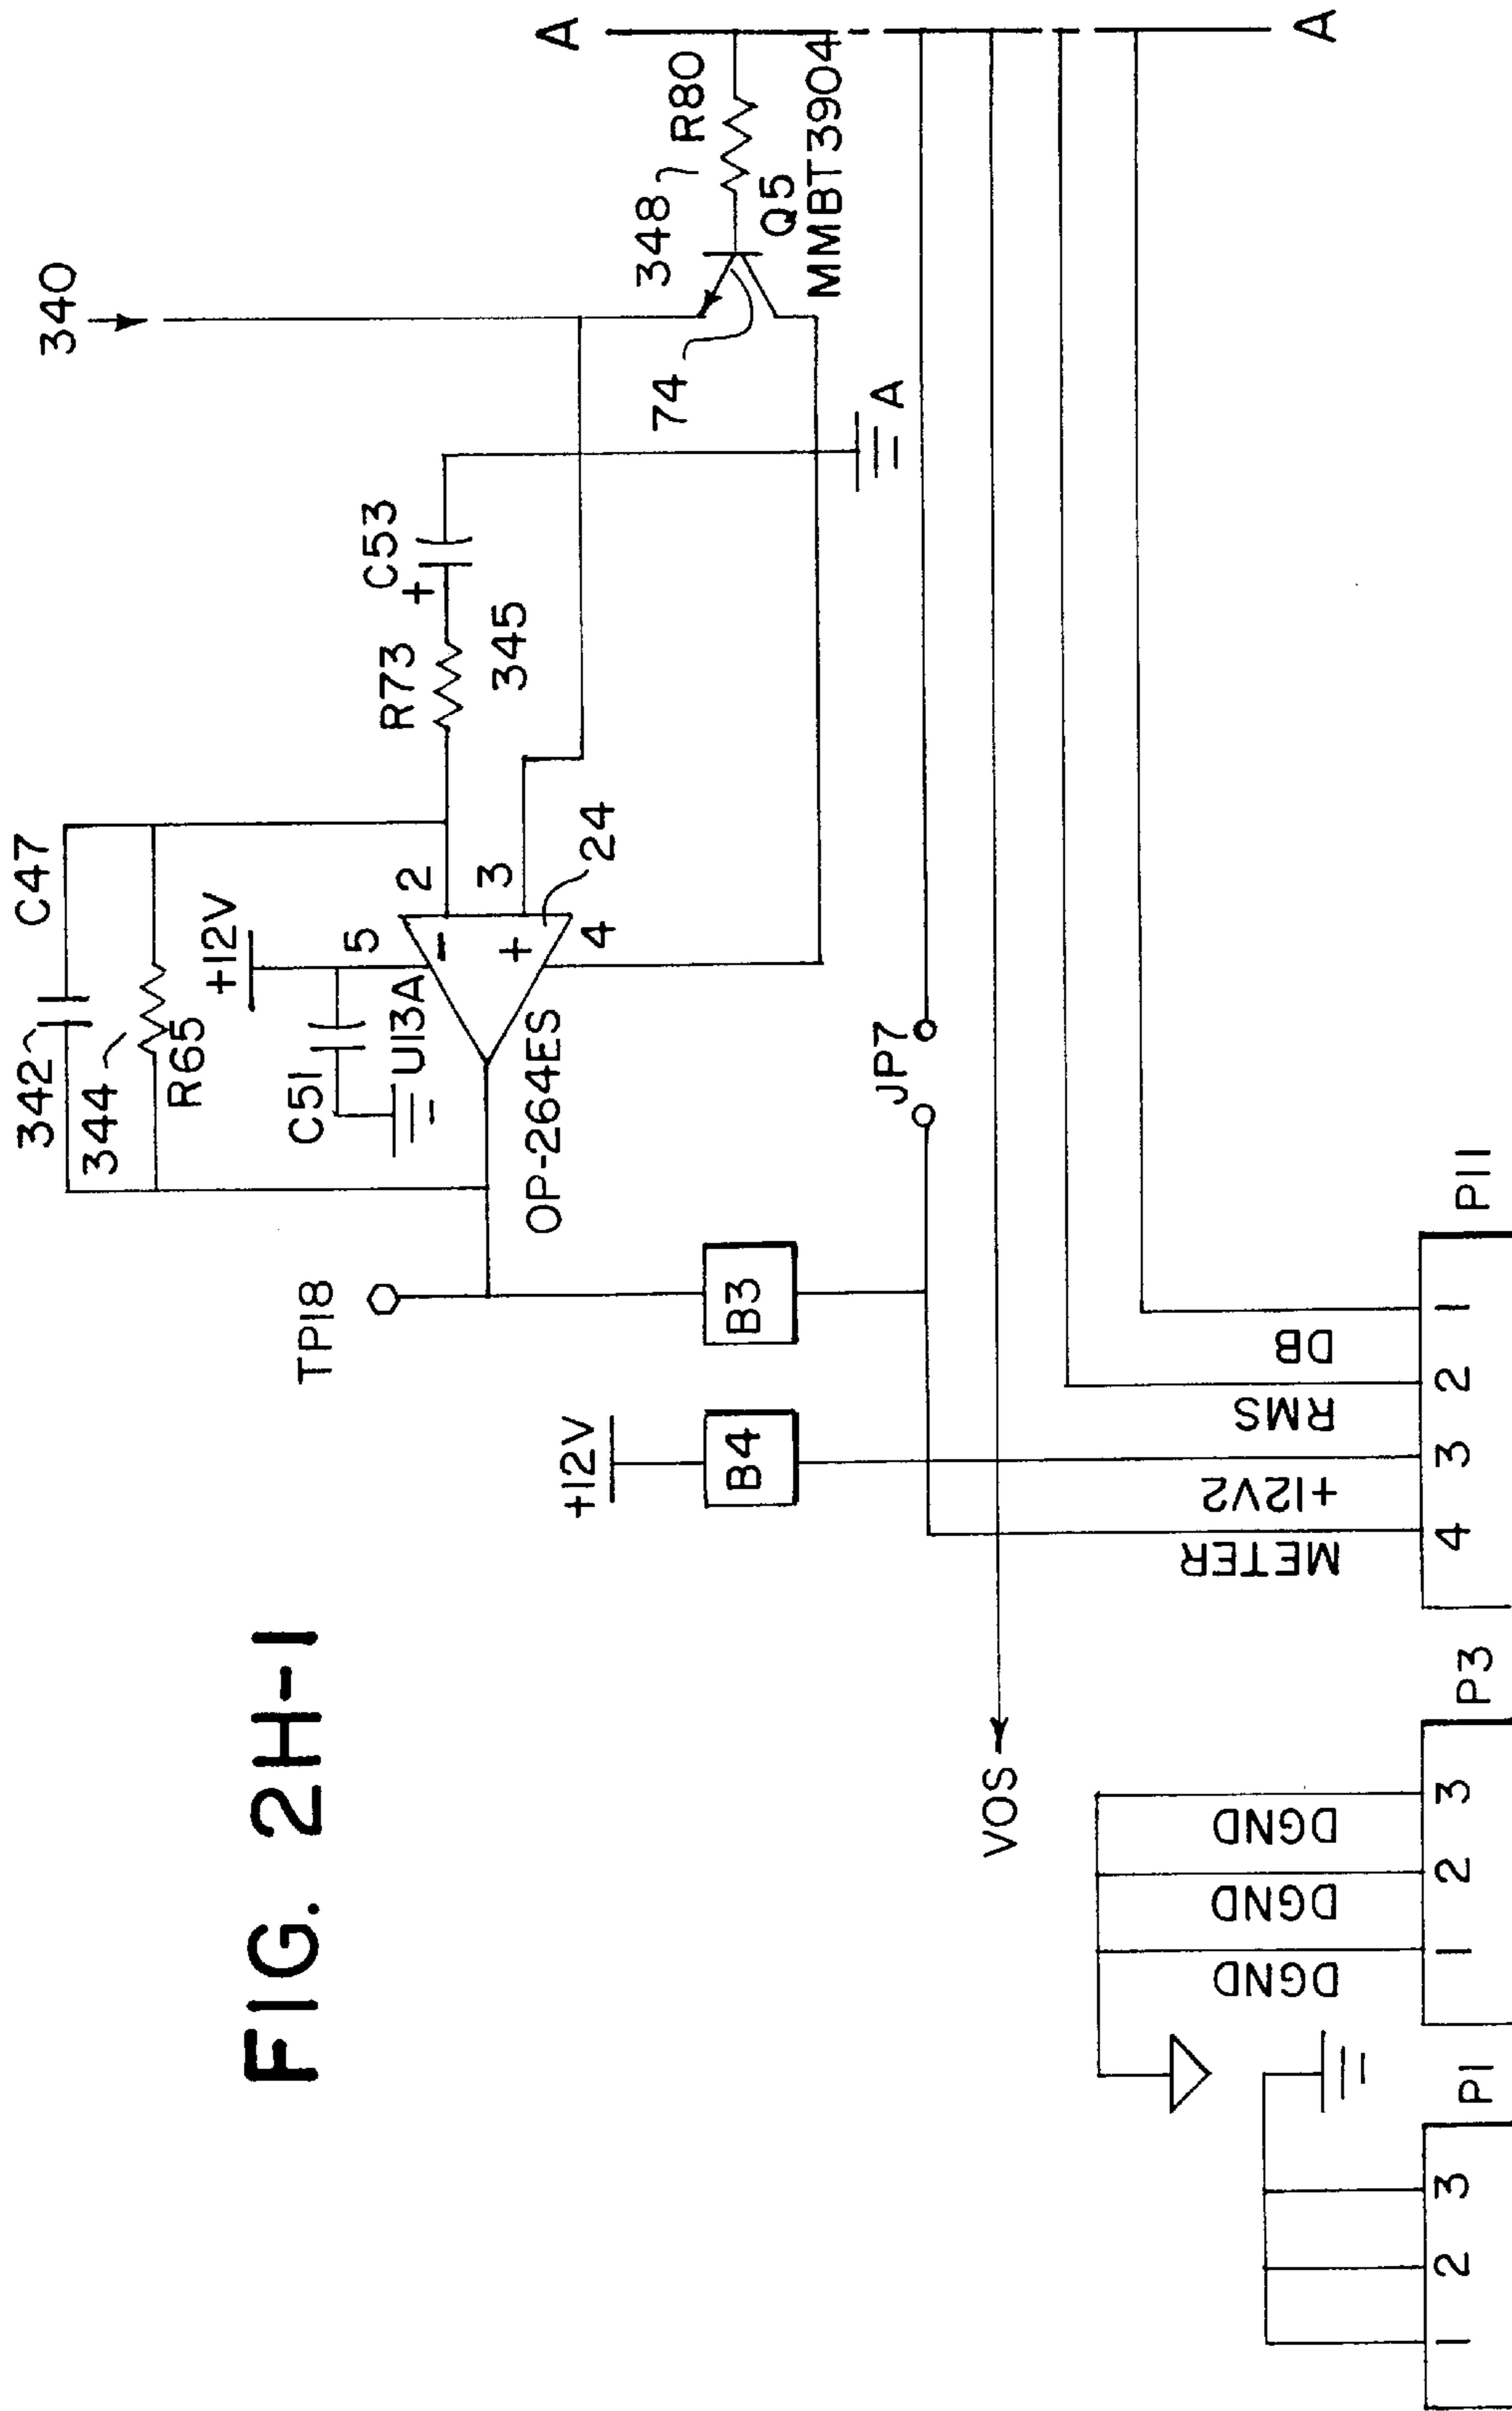 FIG. 2H-1
340
342
C47
344
R65
+12V
C51
5
U13A
2
3
4
24
OP-264ES
R73
C53
+
345
348
R80
74
Q5
MMBT3904
A
A
A
-
+
TP18
+12V
B4
B3
JP7
VOS
METER
+12V2
RMS
DB
4
3
2
1
P11
DGND
DGND
DGND
1
2
3
P3
1
2
3
P1